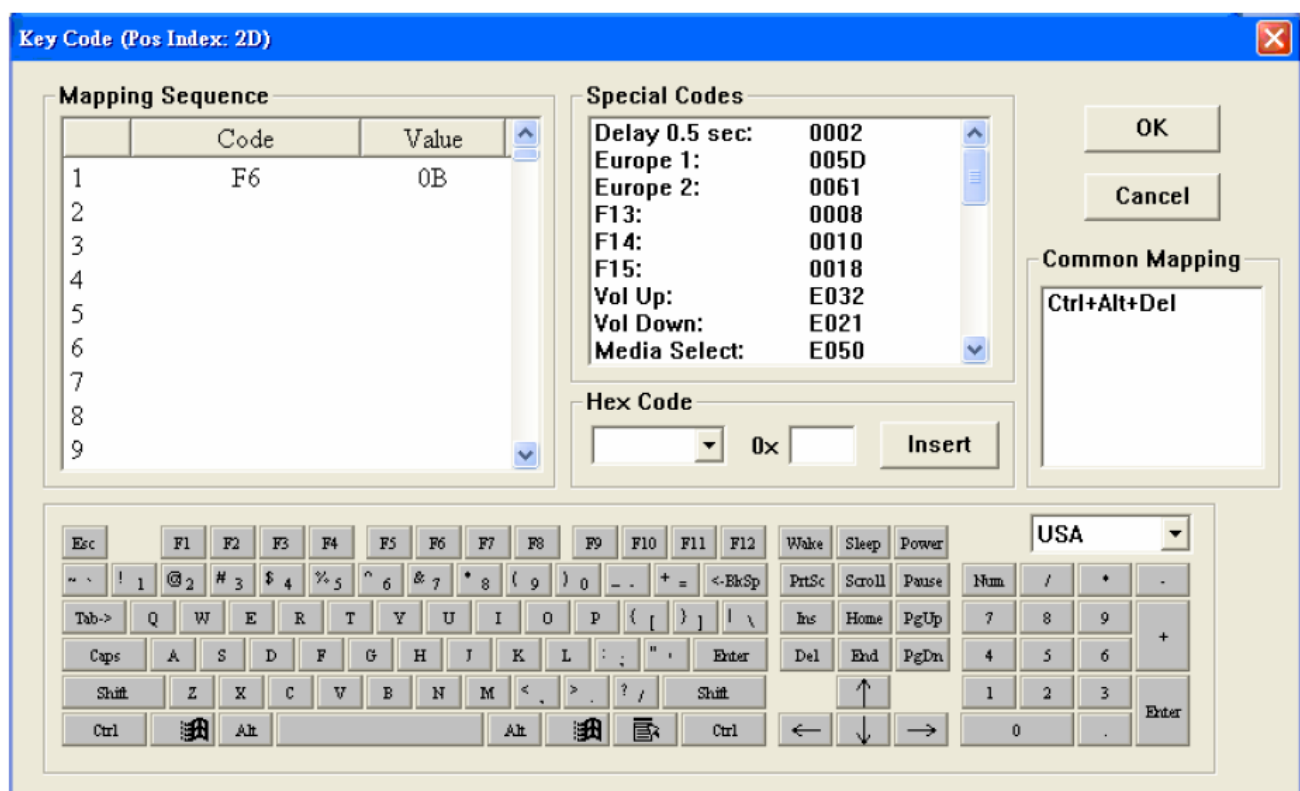 Key Code (Pos Index: 2D)
Mapping Sequence
Code Value
1 F6 0B
2
3
4
5
6
7
8
9
Special Codes
Delay 0.5 sec: 0002
Europe 1: 005D
Europe 2: 0061
F13: 0008
F14: 0010
F15: 0018
Vol Up: E032
Vol Down: E021
Media Select: E050
Hex Code
0x Insert
OK
Cancel
Common Mapping
Ctrl+Alt+Del
USA
Esc F1 F2 F3 F4 F5 F6 F7 F8 F9 F10 F11 F12 Wake Sleep Power
~ ` ! 1 @ 2 # 3 $ 4 % 5 ^ 6 & 7 * 8 ( 9 ) 0 _ - + = <-BkSp PrtSc Scroll Pause Num / * -
Tab-> Q W E R T Y U I O P { [ } ] | \ Ins Home PgUp 7 8 9 +
Caps A S D F G H J K L : ; " ' Enter Del End PgDn 4 5 6
Shift Z X C V B N M < , > . ? / Shift ↑ 1 2 3 Enter
Ctrl Alt Alt Ctrl ← ↓ → 0 .